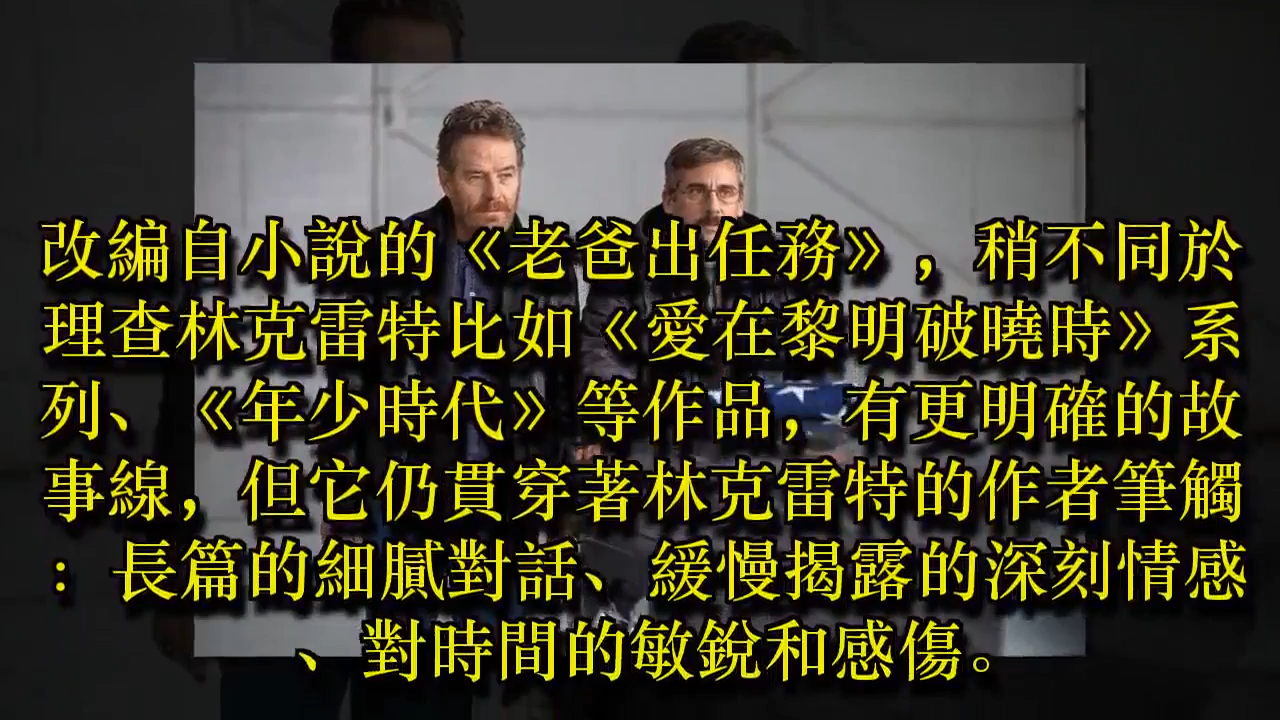 改編自小說的《老爸出任務》，稍不同於
理查林克雷特比如《愛在黎明破曉時》系
列、《年少時代》等作品，有更明確的故
事線，但它仍貫穿著林克雷特的作者筆觸
：長篇的細膩對話、緩慢揭露的深刻情感
、對時間的敏銳和感傷。